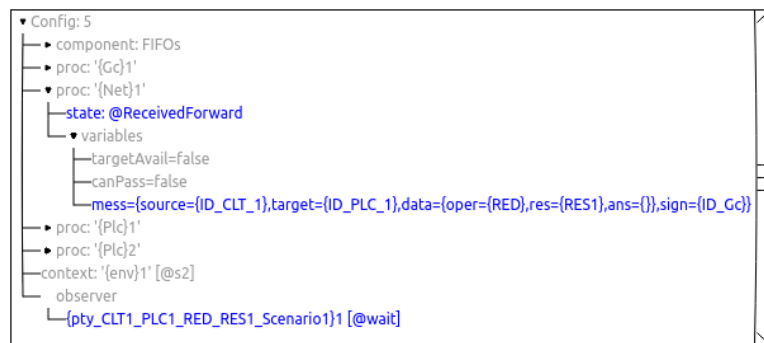 Config: 5
component: FIFOs
proc: '{Gc}1'
proc: '{Net}1'
state: @ReceivedForward
variables
targetAvail=false
canPass=false
mess={source={ID_CLT_1},target={ID_PLC_1},data={oper={RED},res={RES1},ans={}},sign={ID_Gc}}
proc: '{Plc}1'
proc: '{Plc}2'
context: '{env}1' [@s2]
observer
{pty_CLT1_PLC1_RED_RES1_Scenario1}1 [@wait]